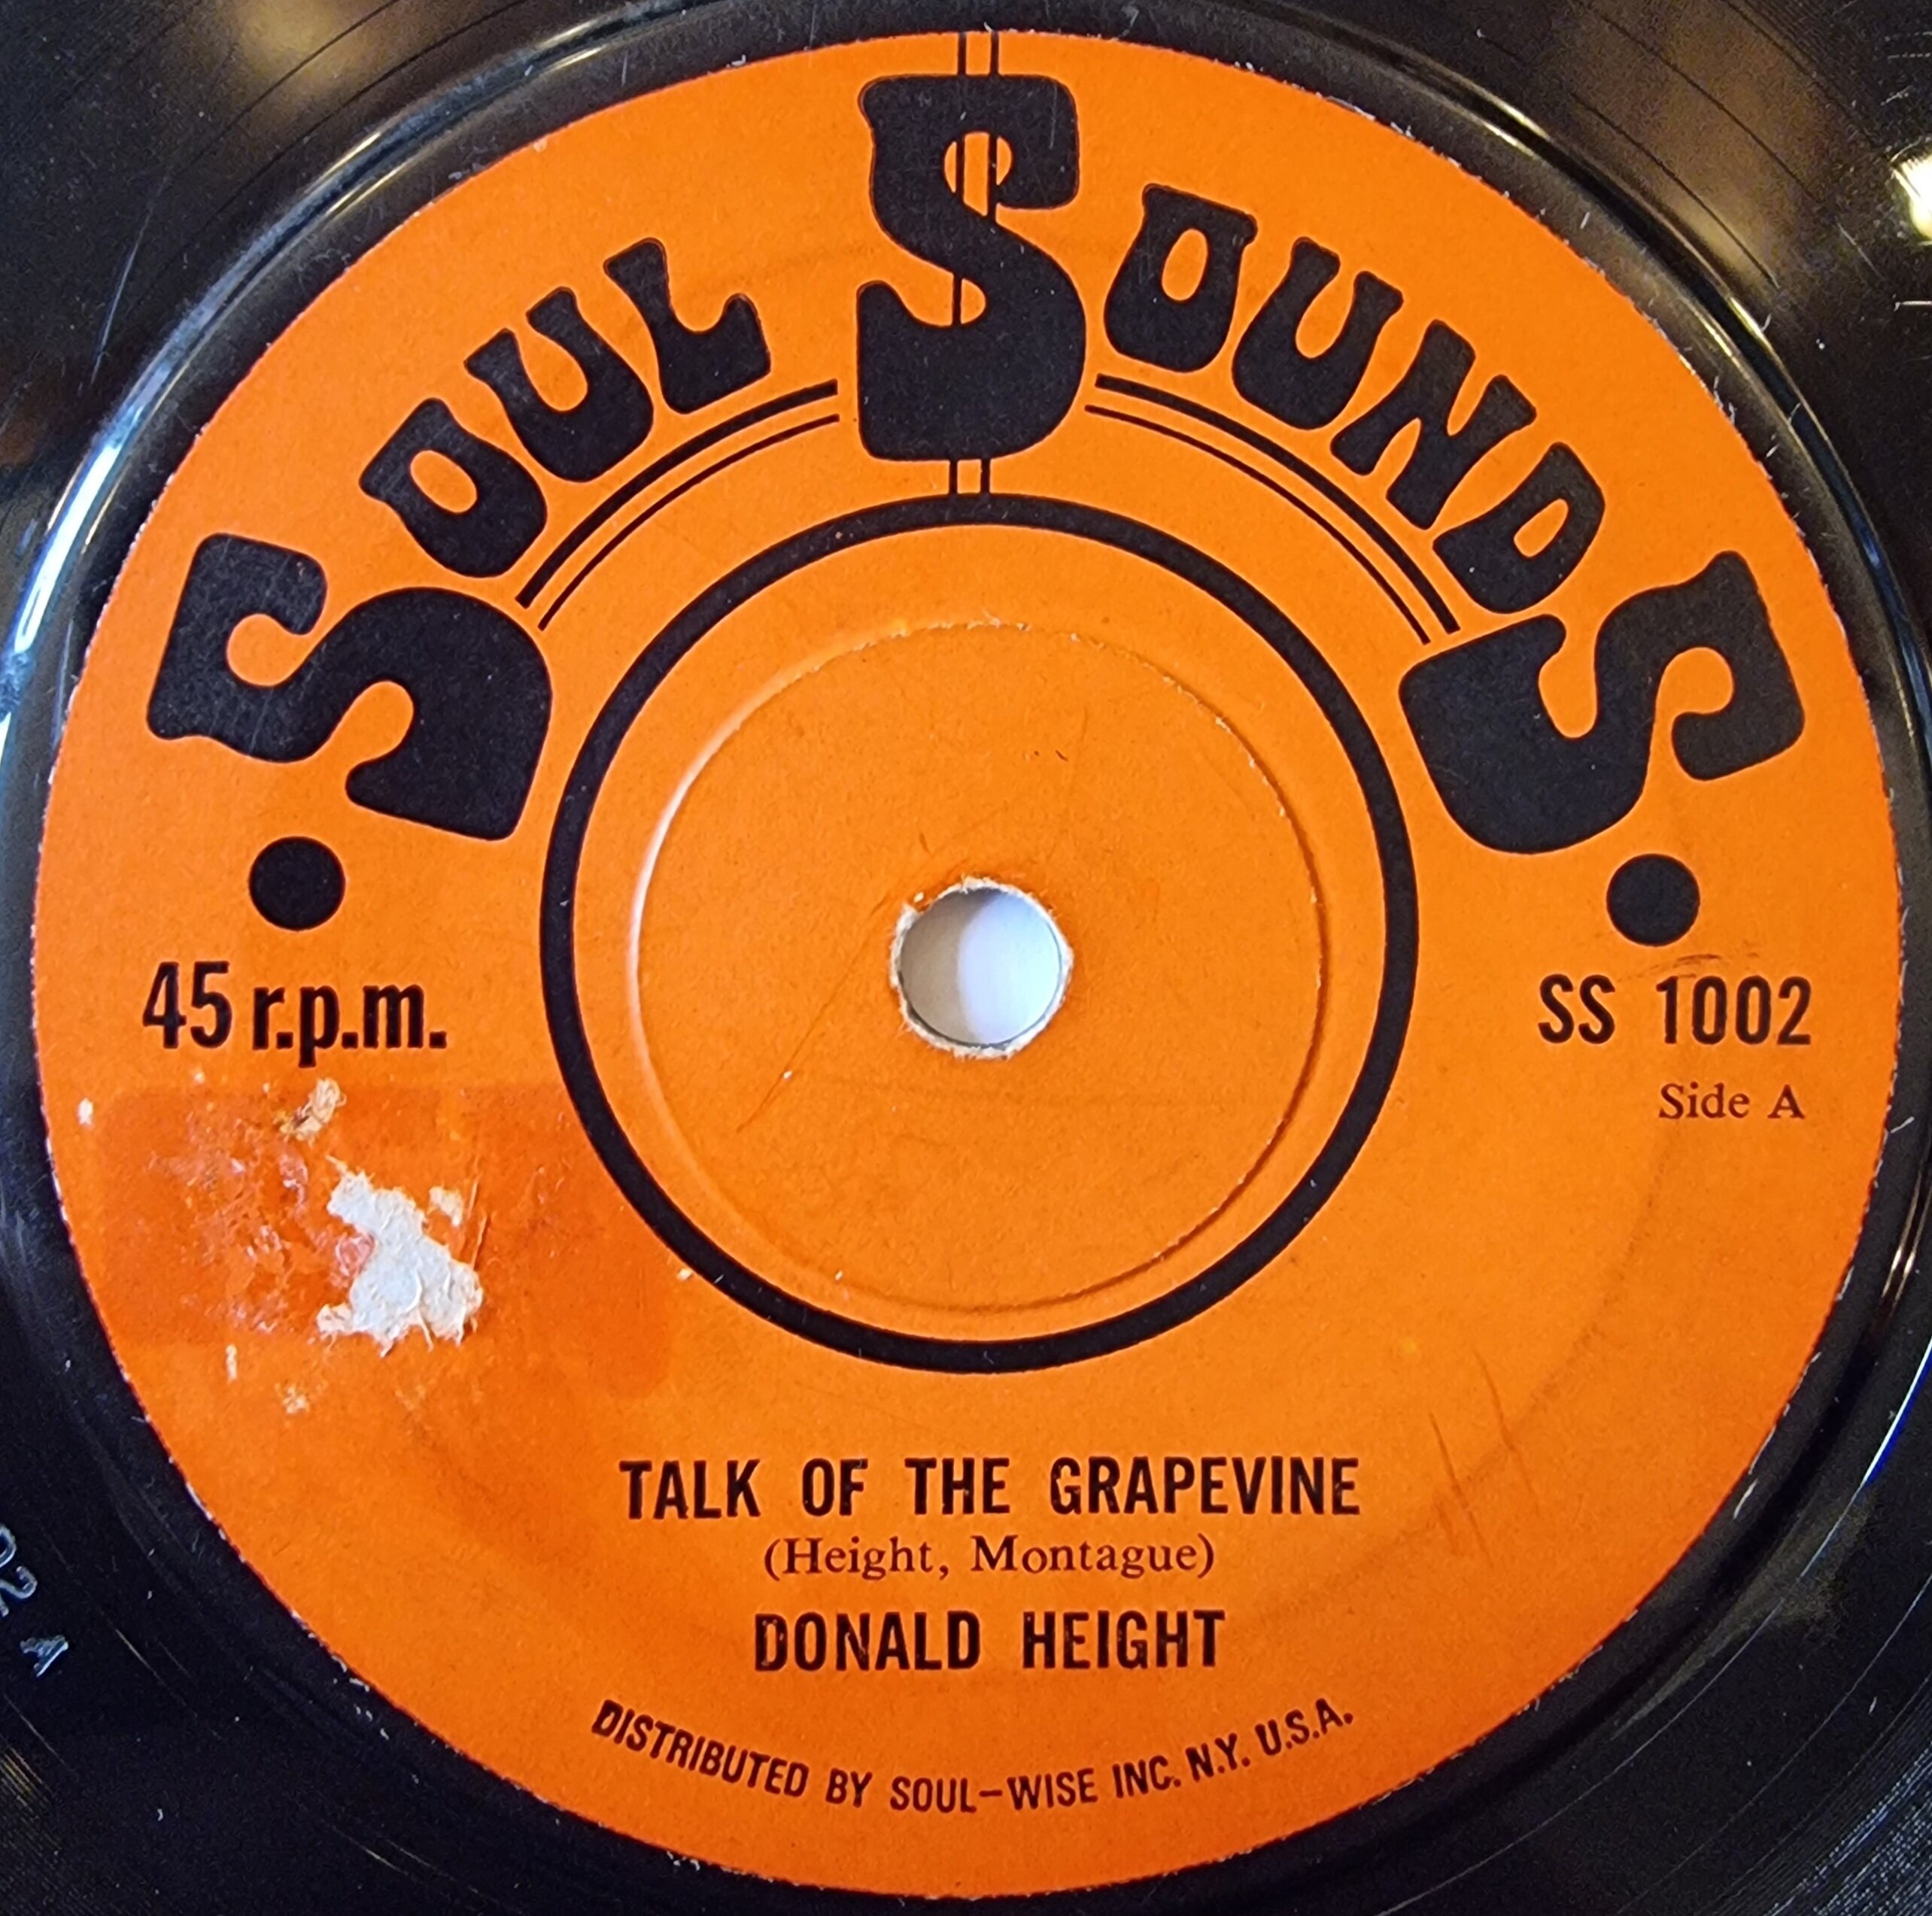 SOUL SOUNDS
45 r.p.m.
SS 1002
Side A
TALK OF THE GRAPEVINE
(Height, Montague)
DONALD HEIGHT
DISTRIBUTED BY SOUL-WISE INC. N.Y. U.S.A.
02 A